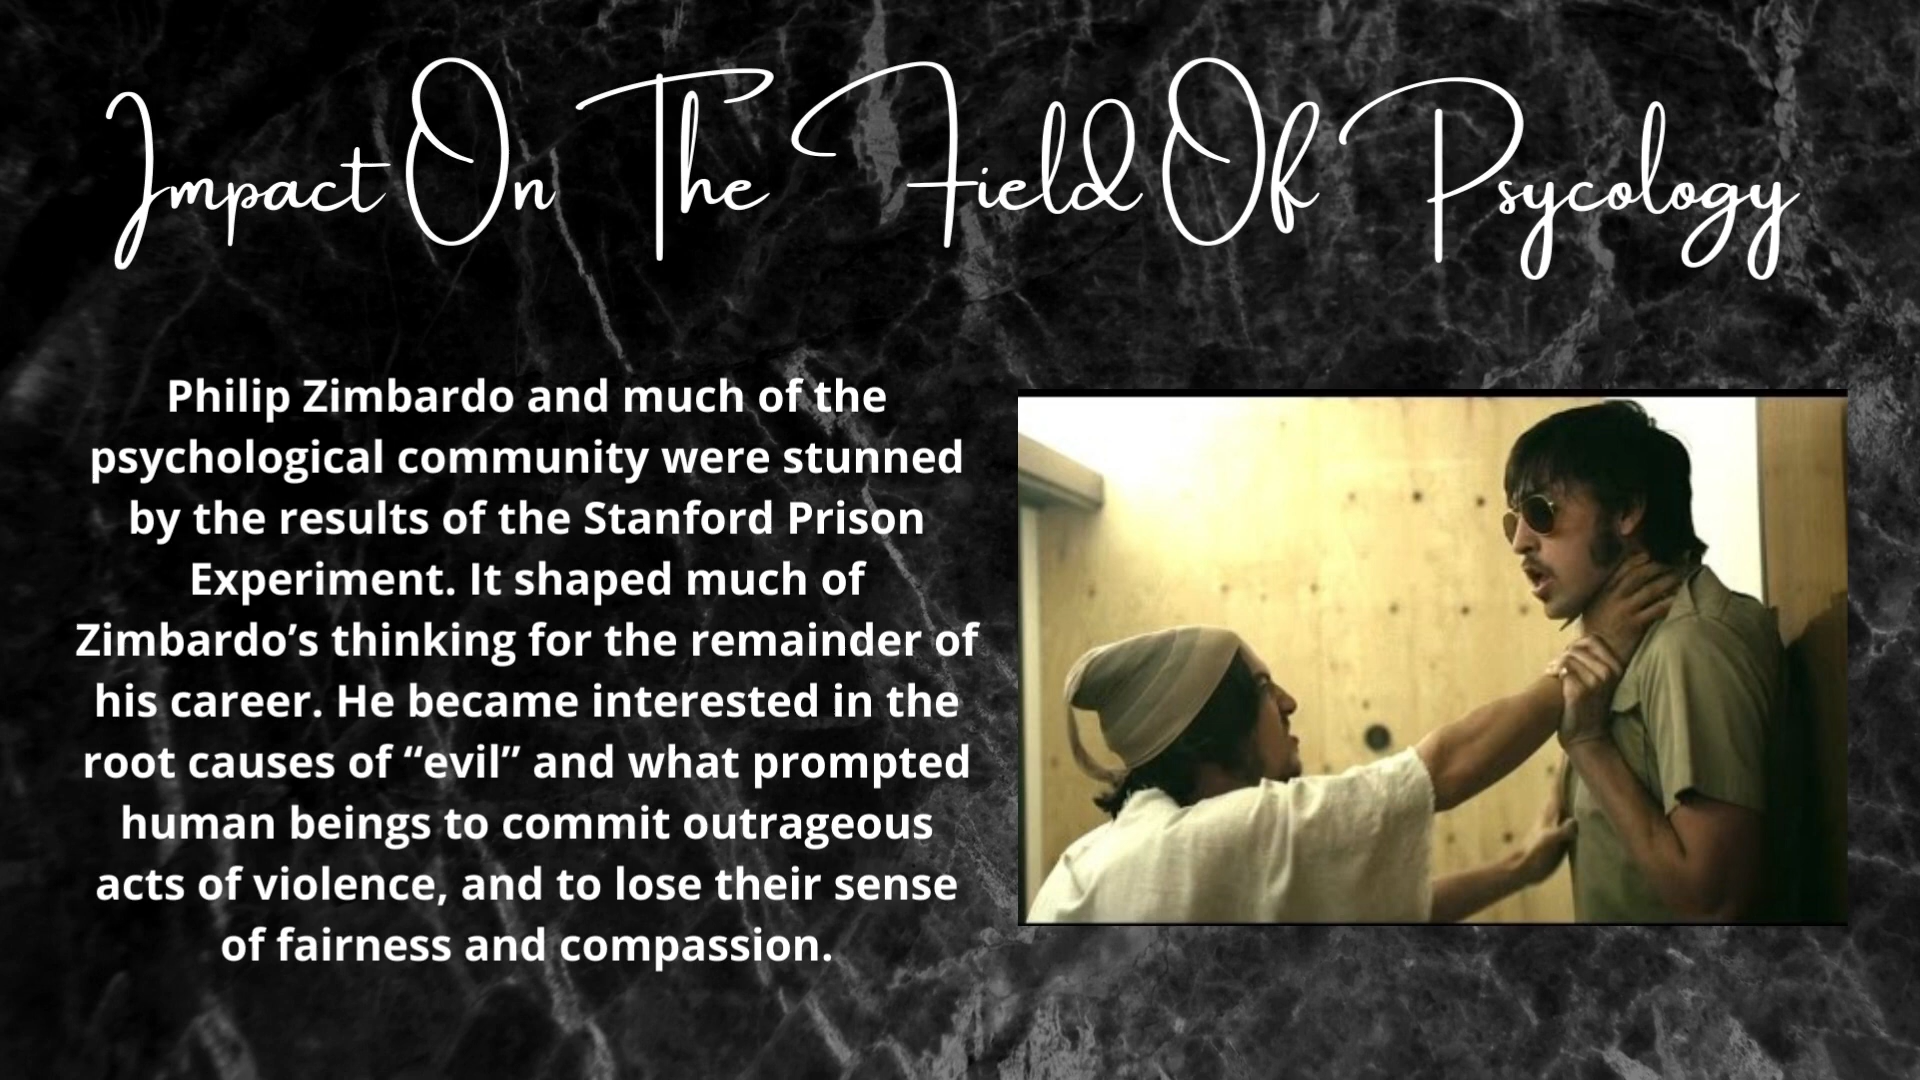 Impact On The Field Of Psycology
Philip Zimbardo and much of the
psychological community were stunned
by the results of the Stanford Prison
Experiment. It shaped much of
Zimbardo’s thinking for the remainder of
his career. He became interested in the
root causes of “evil” and what prompted
human beings to commit outrageous
acts of violence, and to lose their sense
of fairness and compassion.